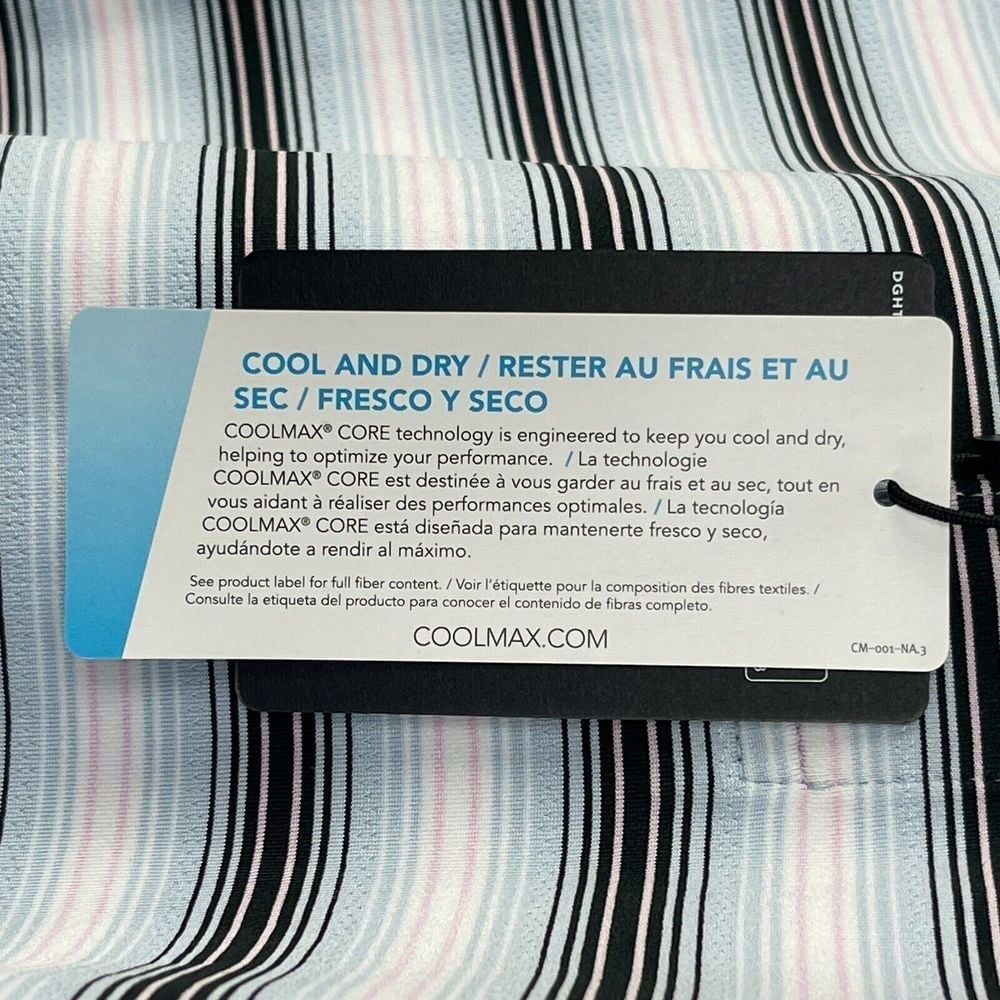 DGH
COOL AND DRY / RESTER AU FRAIS ET AU
SEC / FRESCO Y SECO
COOLMAX® CORE technology is engineered to keep you cool and dry,
helping to optimize your performance. / La technologie
COOLMAX® CORE est destinée à vous garder au frais et au sec, tout en
vous aidant à réaliser des performances optimales. / La tecnología
COOLMAX® CORE está diseñada para mantenerte fresco y seco,
ayudándote a rendir al máximo.
See product label for full fiber content. / Voir l'étiquette pour la composition des fibres textiles. /
Consulte la etiqueta del producto para conocer el contenido de fibras completo.
COOLMAX.COM
CM-001-NA.3